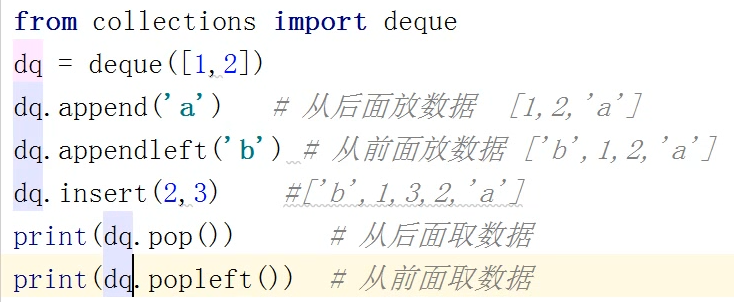 from collections import deque
dq = deque([1,2])
dq.append('a')   # 从后面放数据  [1,2,'a']
dq.appendleft('b') # 从前面放数据 ['b',1,2,'a']
dq.insert(2,3)    #['b',1,3,2,'a']
print(dq.pop())      # 从后面取数据
print(dq.popleft())  # 从前面取数据